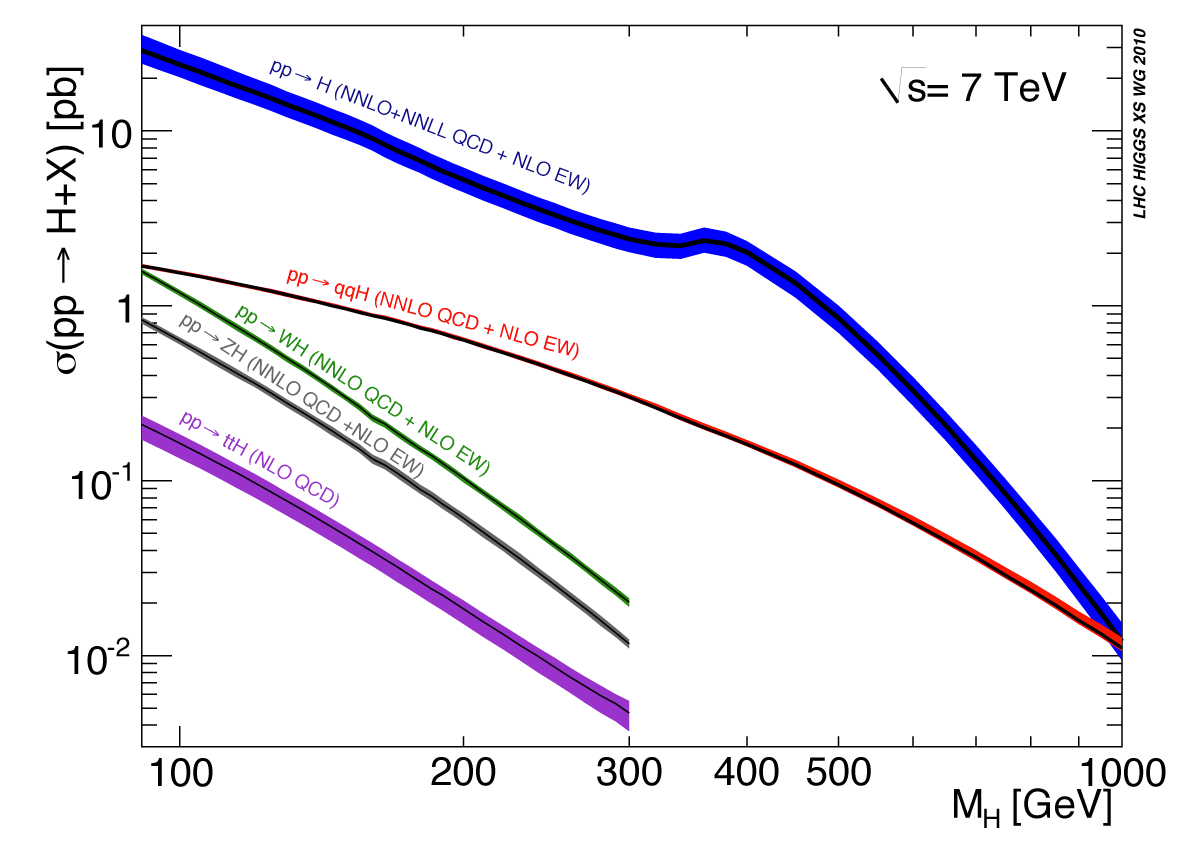 σ(pp → H+X) [pb]
√s= 7 TeV
LHC HIGGS XS WG 2010
pp → H (NNLO+NNLL QCD + NLO EW)
pp → qqH (NNLO QCD + NLO EW)
pp → WH (NNLO QCD + NLO EW)
pp → ZH (NNLO QCD +NLO EW)
pp → ttH (NLO QCD)
10
1
10⁻¹
10⁻²
100 200 300 400 500 1000
M_H [GeV]